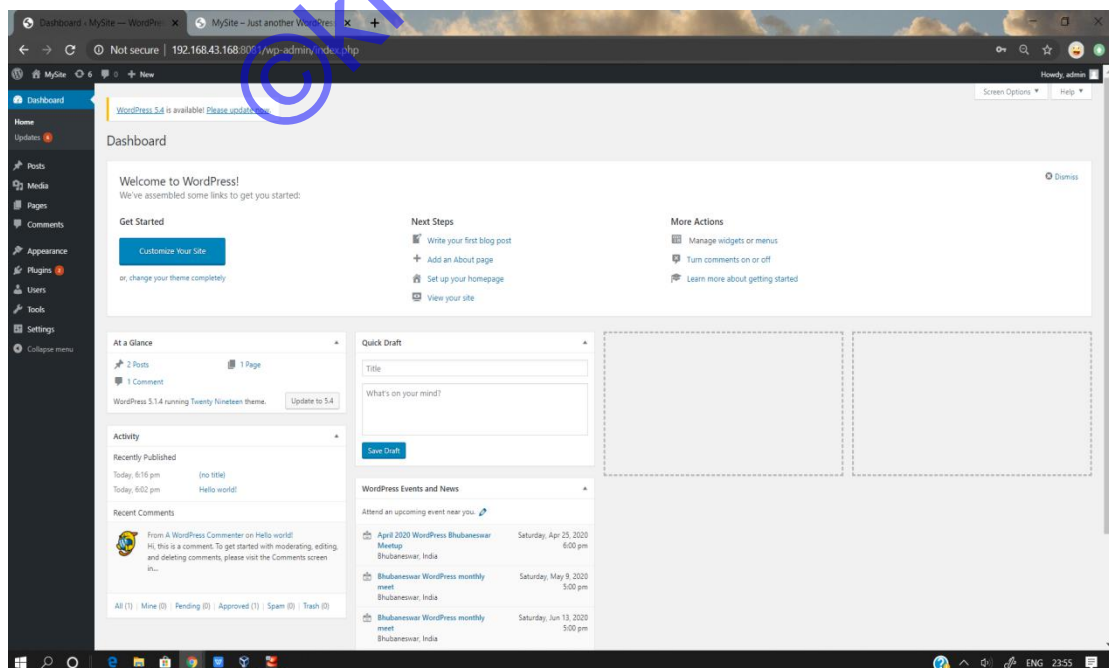 Dashboard ‹ MySite — WordPre
MySite – Just another WordPres
Not secure | 192.168.43.168:8081/wp-admin/index.php
MySite 6 0 + New
Howdy, admin
Screen Options Help
Dashboard
Home
Updates 6
Posts
Media
Pages
Comments
Appearance
Plugins
Users
Tools
Settings
Collapse menu
WordPress 5.4 is available! Please update now.
Dashboard
Welcome to WordPress!
We've assembled some links to get you started:
Dismiss
Get Started
Customize Your Site
or, change your theme completely
Next Steps
Write your first blog post
Add an About page
Set up your homepage
View your site
More Actions
Manage widgets or menus
Turn comments on or off
Learn more about getting started
At a Glance
2 Posts 1 Page
1 Comment
WordPress 5.1.4 running Twenty Nineteen theme. Update to 5.4
Activity
Recently Published
Today, 6:16 pm (no title)
Today, 6:02 pm Hello world!
Recent Comments
From A WordPress Commenter on Hello world!
Hi, this is a comment. To get started with moderating, editing,
and deleting comments, please visit the Comments screen
in...
All (1) | Mine (0) | Pending (0) | Approved (1) | Spam (0) | Trash (0)
Quick Draft
Title
What's on your mind?
Save Draft
WordPress Events and News
Attend an upcoming event near you.
April 2020 WordPress Bhubaneswar Saturday, Apr 25, 2020
Meetup 6:00 pm
Bhubaneswar, India
Bhubaneswar WordPress monthly Saturday, May 9, 2020
meet 5:00 pm
Bhubaneswar, India
Bhubaneswar WordPress monthly Saturday, Jun 13, 2020
meet 5:00 pm
Bhubaneswar, India
ENG 23:55